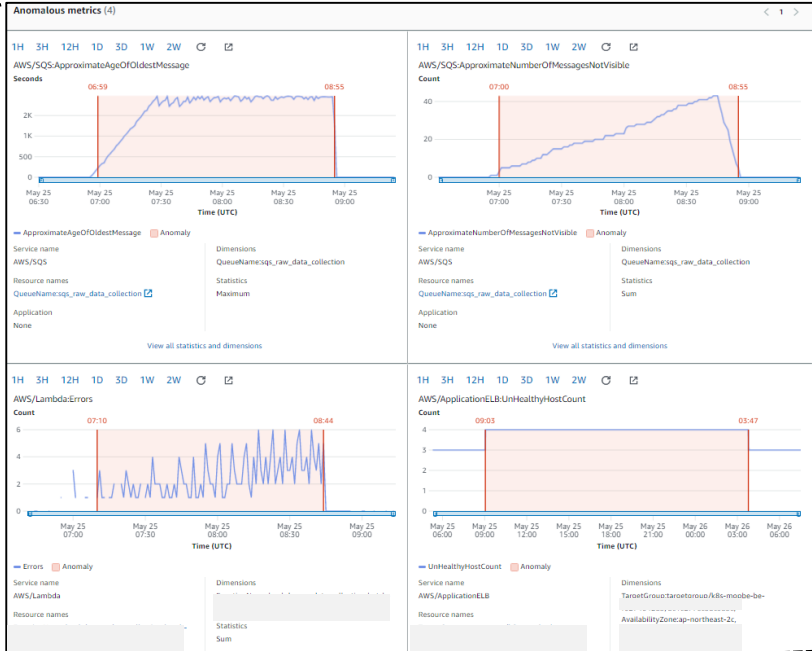 Anomalous metrics (4)
< 1 >
1H 3H 12H 1D 3D 1W 2W
AWS/SQS:ApproximateAgeOfOldestMessage
Seconds
06:59
08:55
2K
1K
500
0
May 25 06:30
May 25 07:00
May 25 07:30
May 25 08:00
May 25 08:30
May 25 09:00
Time (UTC)
ApproximateAgeOfOldestMessage Anomaly
Service name
AWS/SQS
Dimensions
QueueName:sqs_raw_data_collection
Resource names
QueueName:sqs_raw_data_collection
Statistics
Maximum
Application
None
View all statistics and dimensions
1H 3H 12H 1D 3D 1W 2W
AWS/SQS:ApproximateNumberOfMessagesNotVisible
Count
07:00
08:55
40
20
0
May 25 07:00
May 25 07:30
May 25 08:00
May 25 08:30
May 25 09:00
Time (UTC)
ApproximateNumberOfMessagesNotVisible Anomaly
Service name
AWS/SQS
Dimensions
QueueName:sqs_raw_data_collection
Resource names
QueueName:sqs_raw_data_collection
Statistics
Sum
Application
None
View all statistics and dimensions
1H 3H 12H 1D 3D 1W 2W
AWS/Lambda:Errors
Count
07:10
08:44
6
4
2
0
May 25 07:00
May 25 07:30
May 25 08:00
May 25 08:30
May 25 09:00
Time (UTC)
Errors Anomaly
Service name
AWS/Lambda
Dimensions
Resource names
Statistics
Sum
1H 3H 12H 1D 3D 1W 2W
AWS/ApplicationELB:UnHealthyHostCount
Count
09:03
03:47
4
3
2
1
0
May 25 06:00
May 25 09:00
May 25 12:00
May 25 15:00
May 25 18:00
May 25 21:00
May 26 00:00
May 26 03:00
May 26 06:00
Time (UTC)
UnHealthyHostCount Anomaly
Service name
AWS/ApplicationELB
Dimensions
TargetGroup:targetgroup/k8s-moobe-be-
AvailabilityZone:ap-northeast-2c,
Resource names